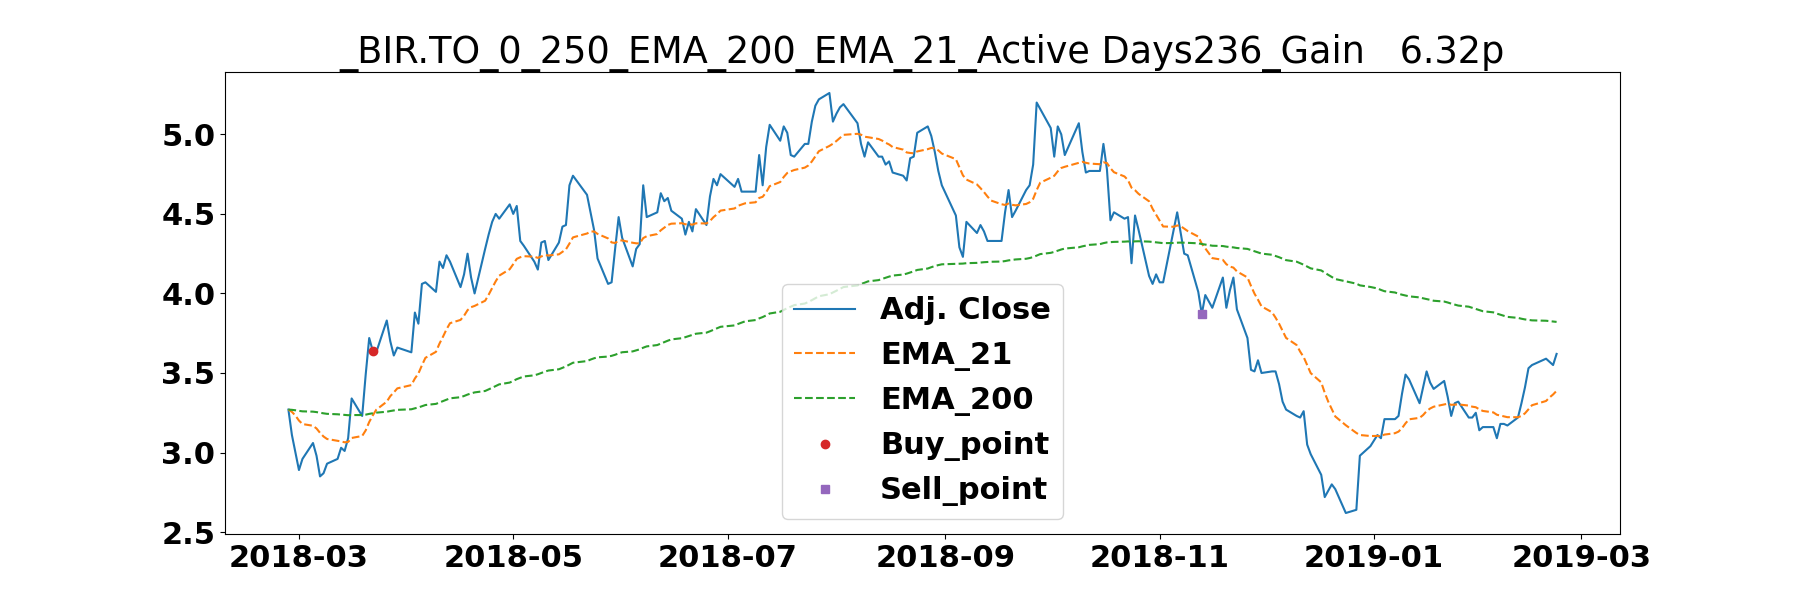 _BIR.TO_0_250_EMA_200_EMA_21_Active Days236_Gain   6.32p
5.0
4.5
4.0
3.5
3.0
2.5
Adj. Close
EMA_21
EMA_200
Buy_point
Sell_point
2018-03 2018-05 2018-07 2018-09 2018-11 2019-01 2019-03